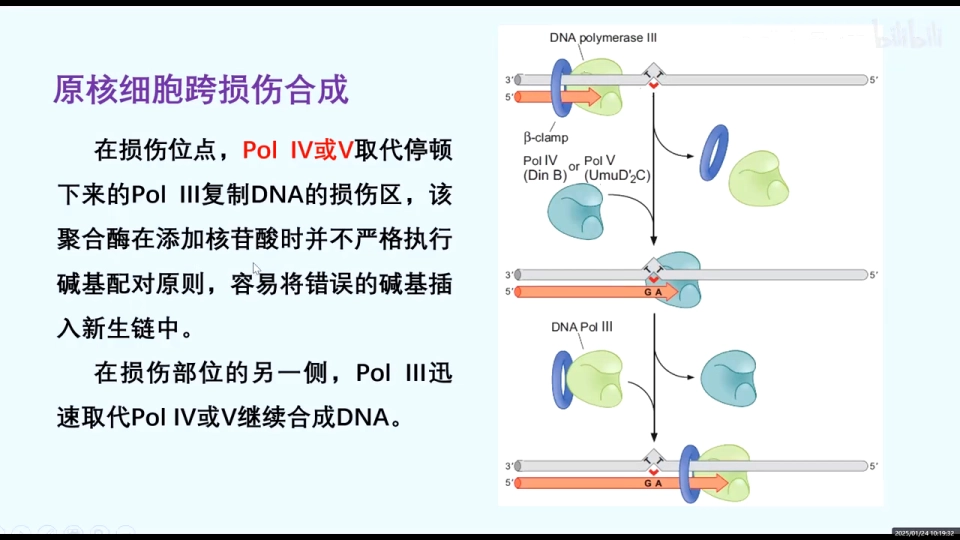 bilibili
DNA polymerase III
原核细胞跨损伤合成
3′ 5′
5′
在损伤位点，Pol IV或V取代停顿
下来的Pol III复制DNA的损伤区，该
聚合酶在添加核苷酸时并不严格执行
碱基配对原则，容易将错误的碱基插
入新生链中。
在损伤部位的另一侧，Pol III迅
速取代Pol IV或V继续合成DNA。
β-clamp
Pol IV or Pol V
(Din B) (UmuD′2C)
3′ 5′
5′ G A
DNA Pol III
3′ 5′
5′ G A
2025/01/24 10:19:32